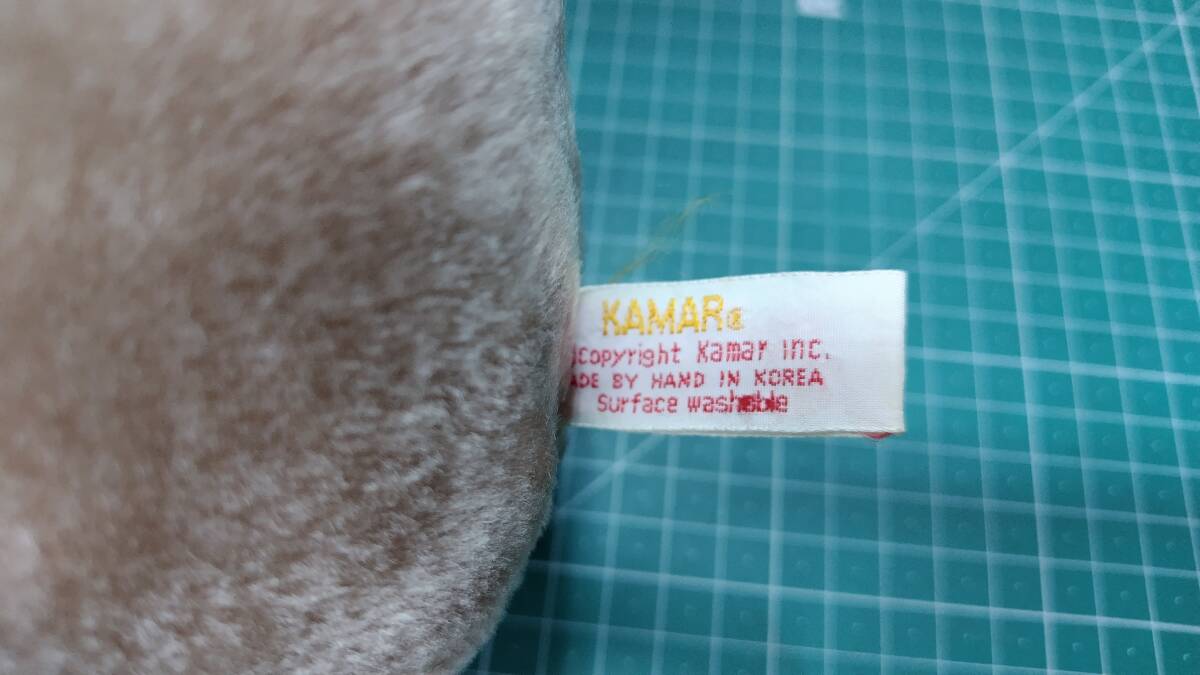 KAMAR®
Copyright Kamar Inc.
ADE BY HAND IN KOREA
Surface washable